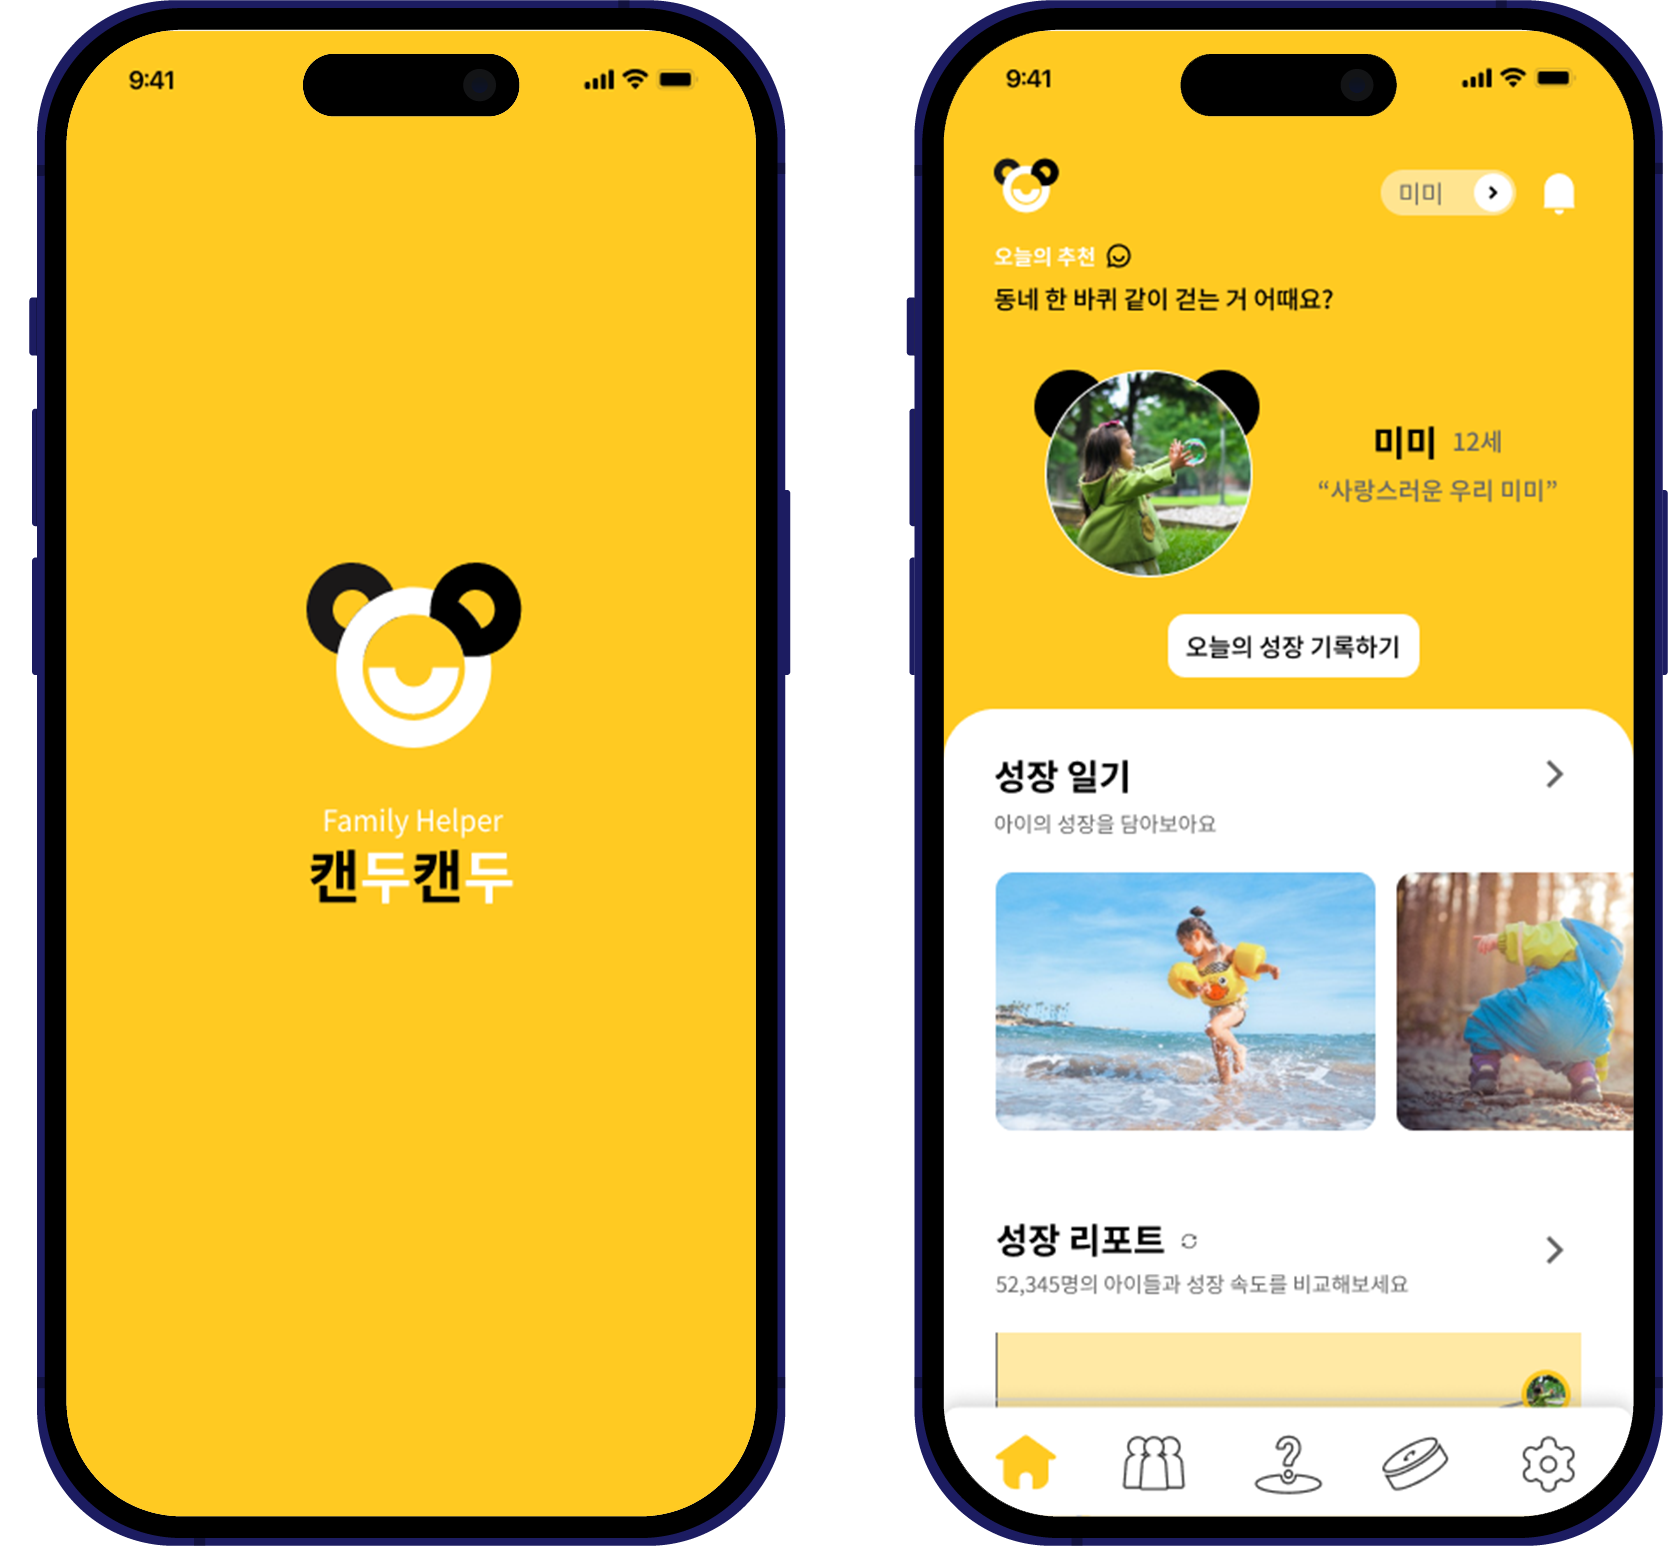 9:41
Family Helper
캔두캔두
9:41
미미
오늘의 추천
동네 한 바퀴 같이 걷는 거 어때요?
미미 12세
“사랑스러운 우리 미미”
오늘의 성장 기록하기
성장 일기
아이의 성장을 담아보아요
성장 리포트
52,345명의 아이들과 성장 속도를 비교해보세요